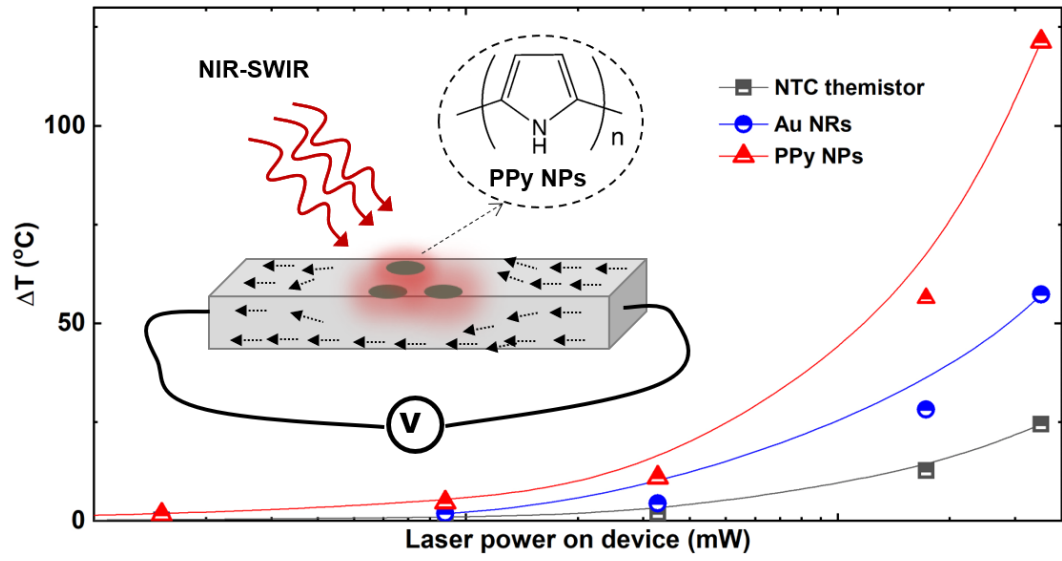 NIR-SWIR
N
H
n
PPy NPs
NTC themistor
Au NRs
PPy NPs
100
50
0
ΔT (°C)
V
Laser power on device (mW)